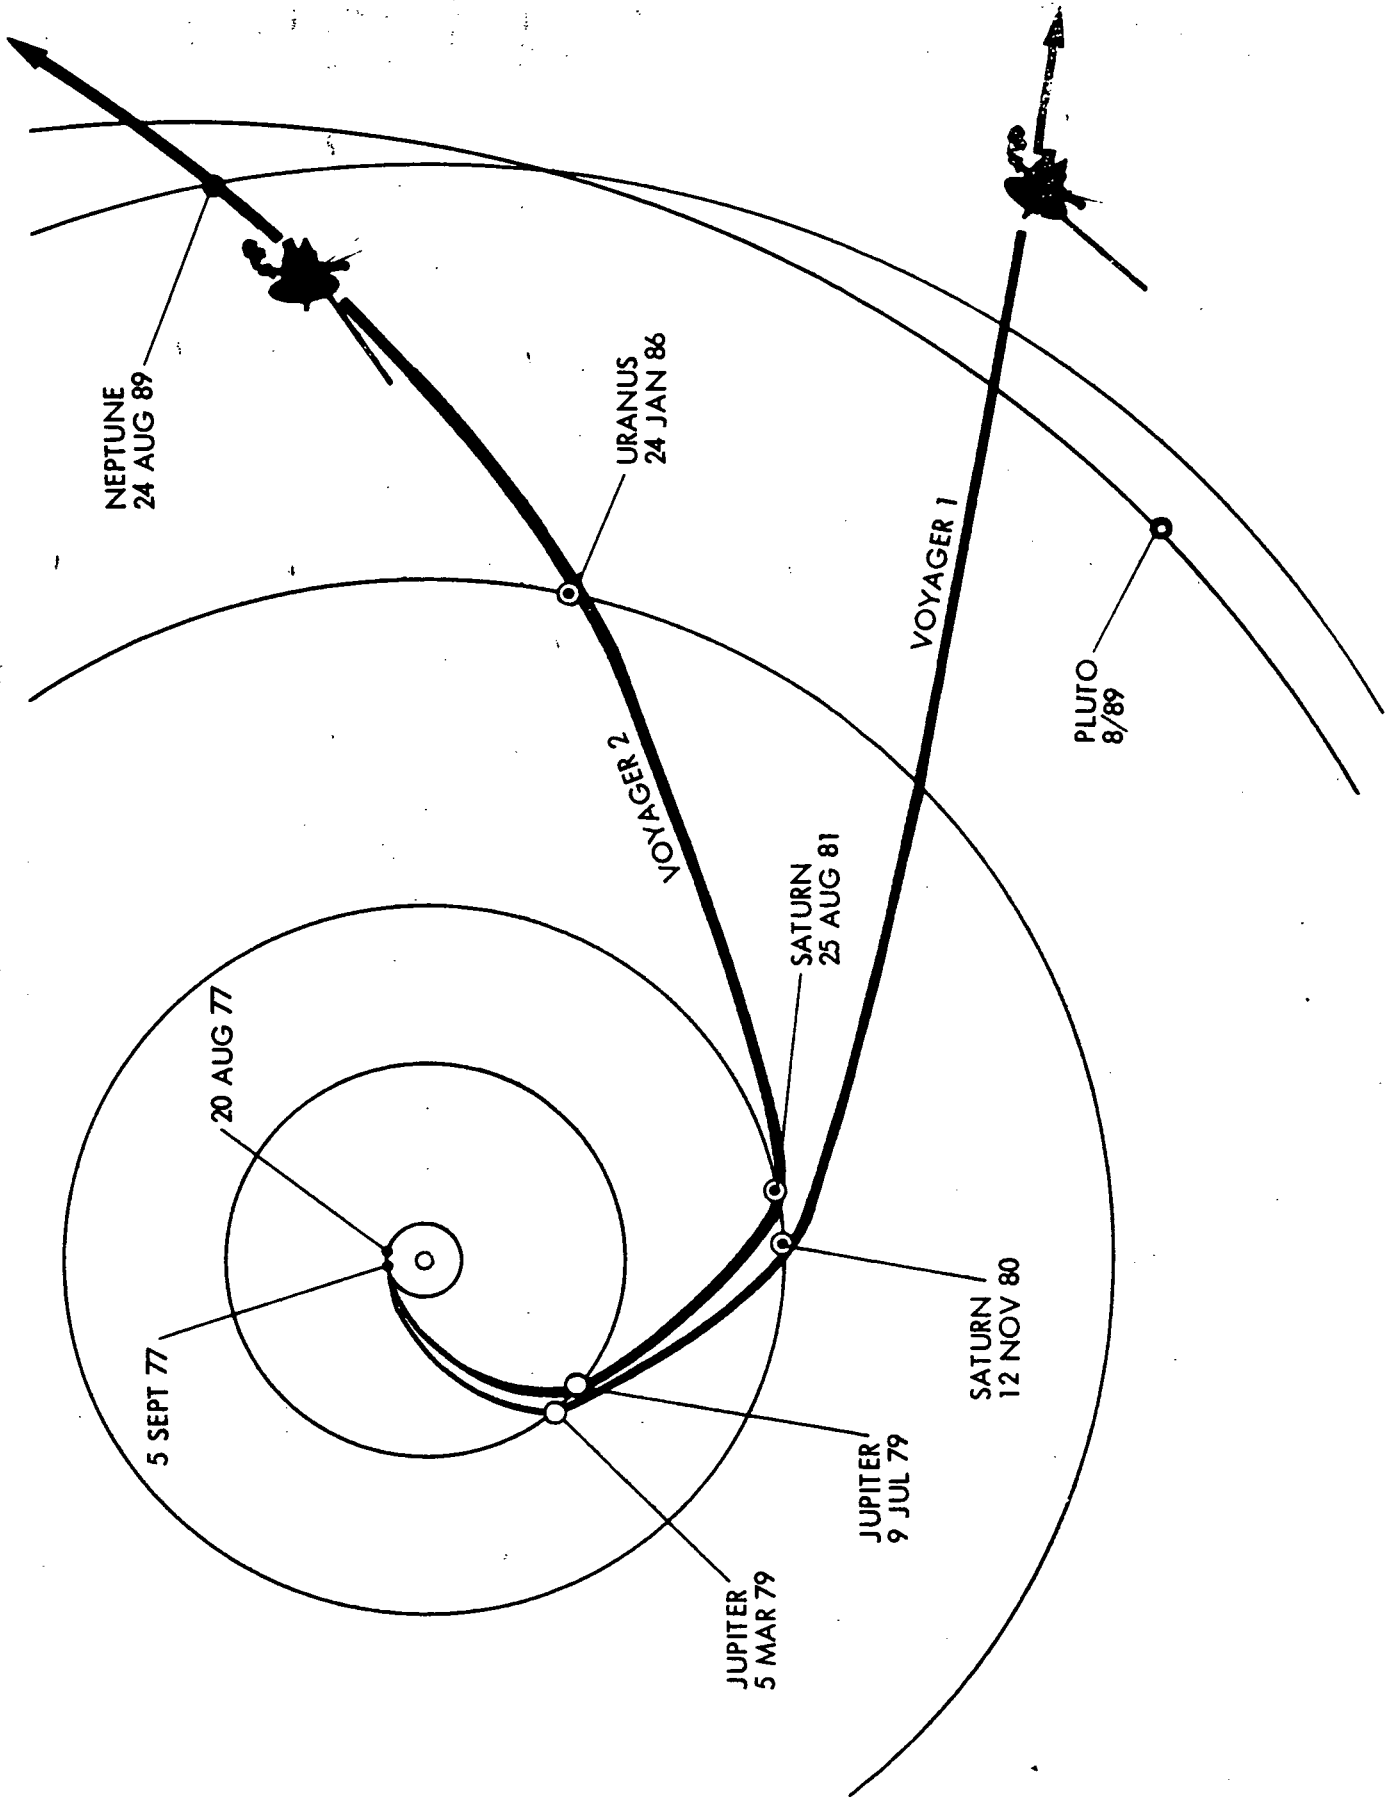 NEPTUNE
24 AUG 89
URANUS
24 JAN 86
VOYAGER 2
VOYAGER 1
PLUTO
8/89
20 AUG 77
SATURN
25 AUG 81
5 SEPT 77
SATURN
12 NOV 80
JUPITER
9 JUL 79
JUPITER
5 MAR 79